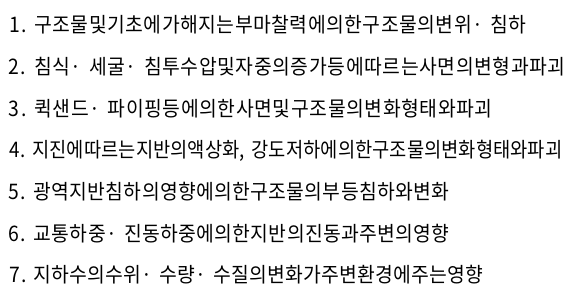 1. 구조물및기초에가해지는부마찰력에의한구조물의변위· 침하
2. 침식· 세굴· 침투수압및자중의증가등에따르는사면의변형과파괴
3. 퀵샌드· 파이핑등에의한사면및구조물의변화형태와파괴
4. 지진에따르는지반의액상화, 강도저하에의한구조물의변화형태와파괴
5. 광역지반침하의영향에의한구조물의부등침하와변화
6. 교통하중· 진동하중에의한지반의진동과주변의영향
7. 지하수의수위· 수량· 수질의변화가주변환경에주는영향